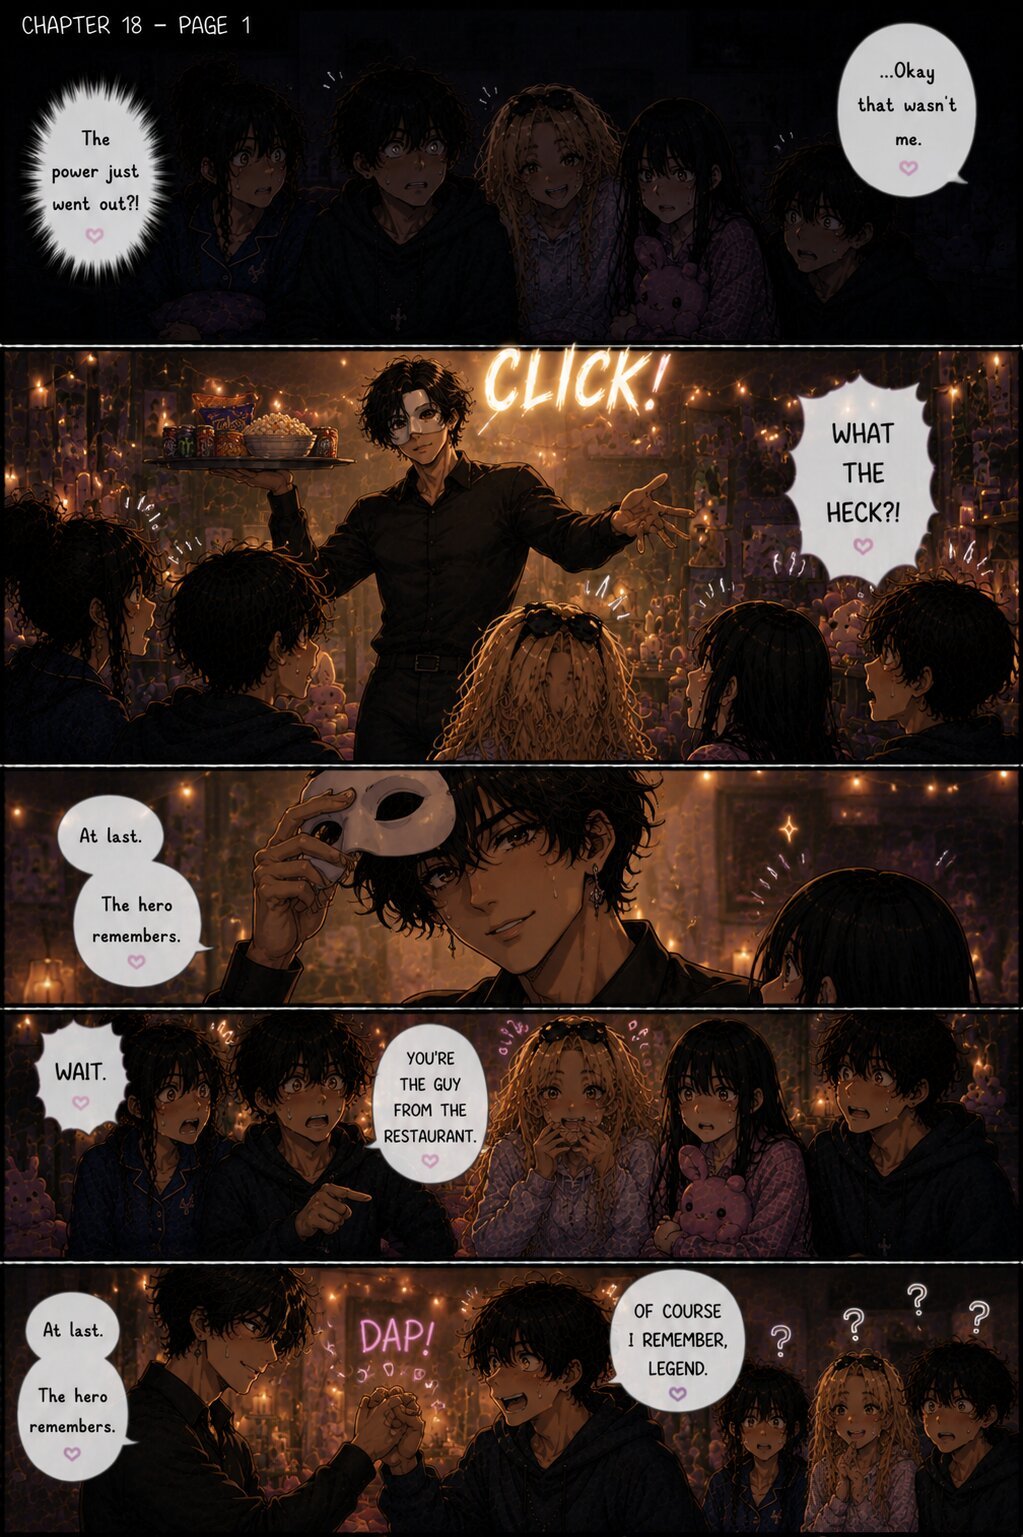 CHAPTER 18 – PAGE 1
The
power just
went out?!
...Okay
that wasn't
me.
CLICK!
WHAT
THE
HECK?!
At last.
The hero
remembers.
WAIT.
YOU'RE
THE GUY
FROM THE
RESTAURANT.
At last.
The hero
remembers.
DAP!
OF COURSE
I REMEMBER,
LEGEND.
?
?
?
?